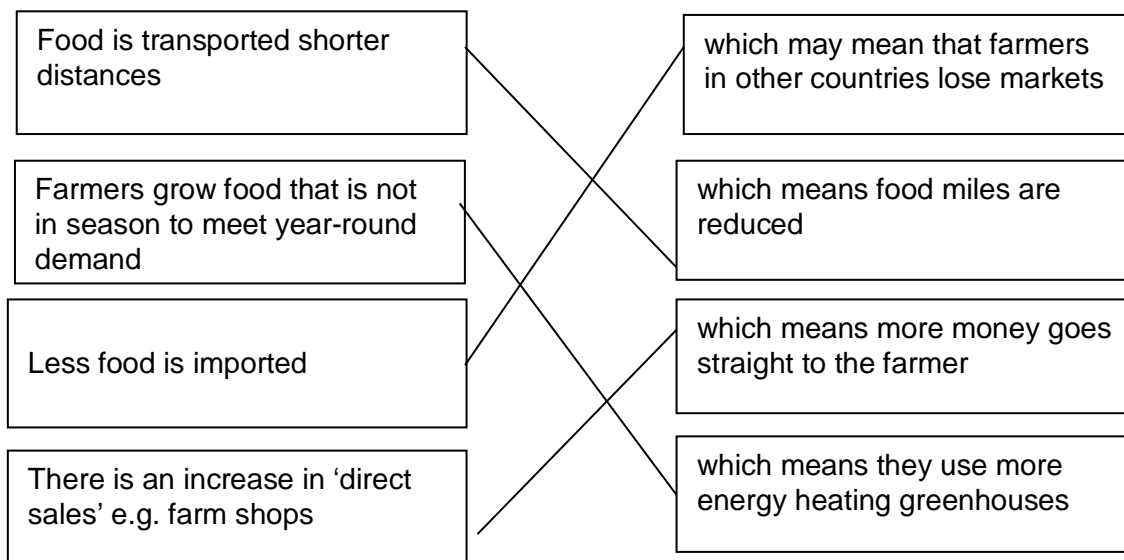 Food is transported shorter
distances
which may mean that farmers
in other countries lose markets
Farmers grow food that is not
in season to meet year-round
demand
which means food miles are
reduced
Less food is imported
which means more money goes
straight to the farmer
There is an increase in ‘direct
sales’ e.g. farm shops
which means they use more
energy heating greenhouses